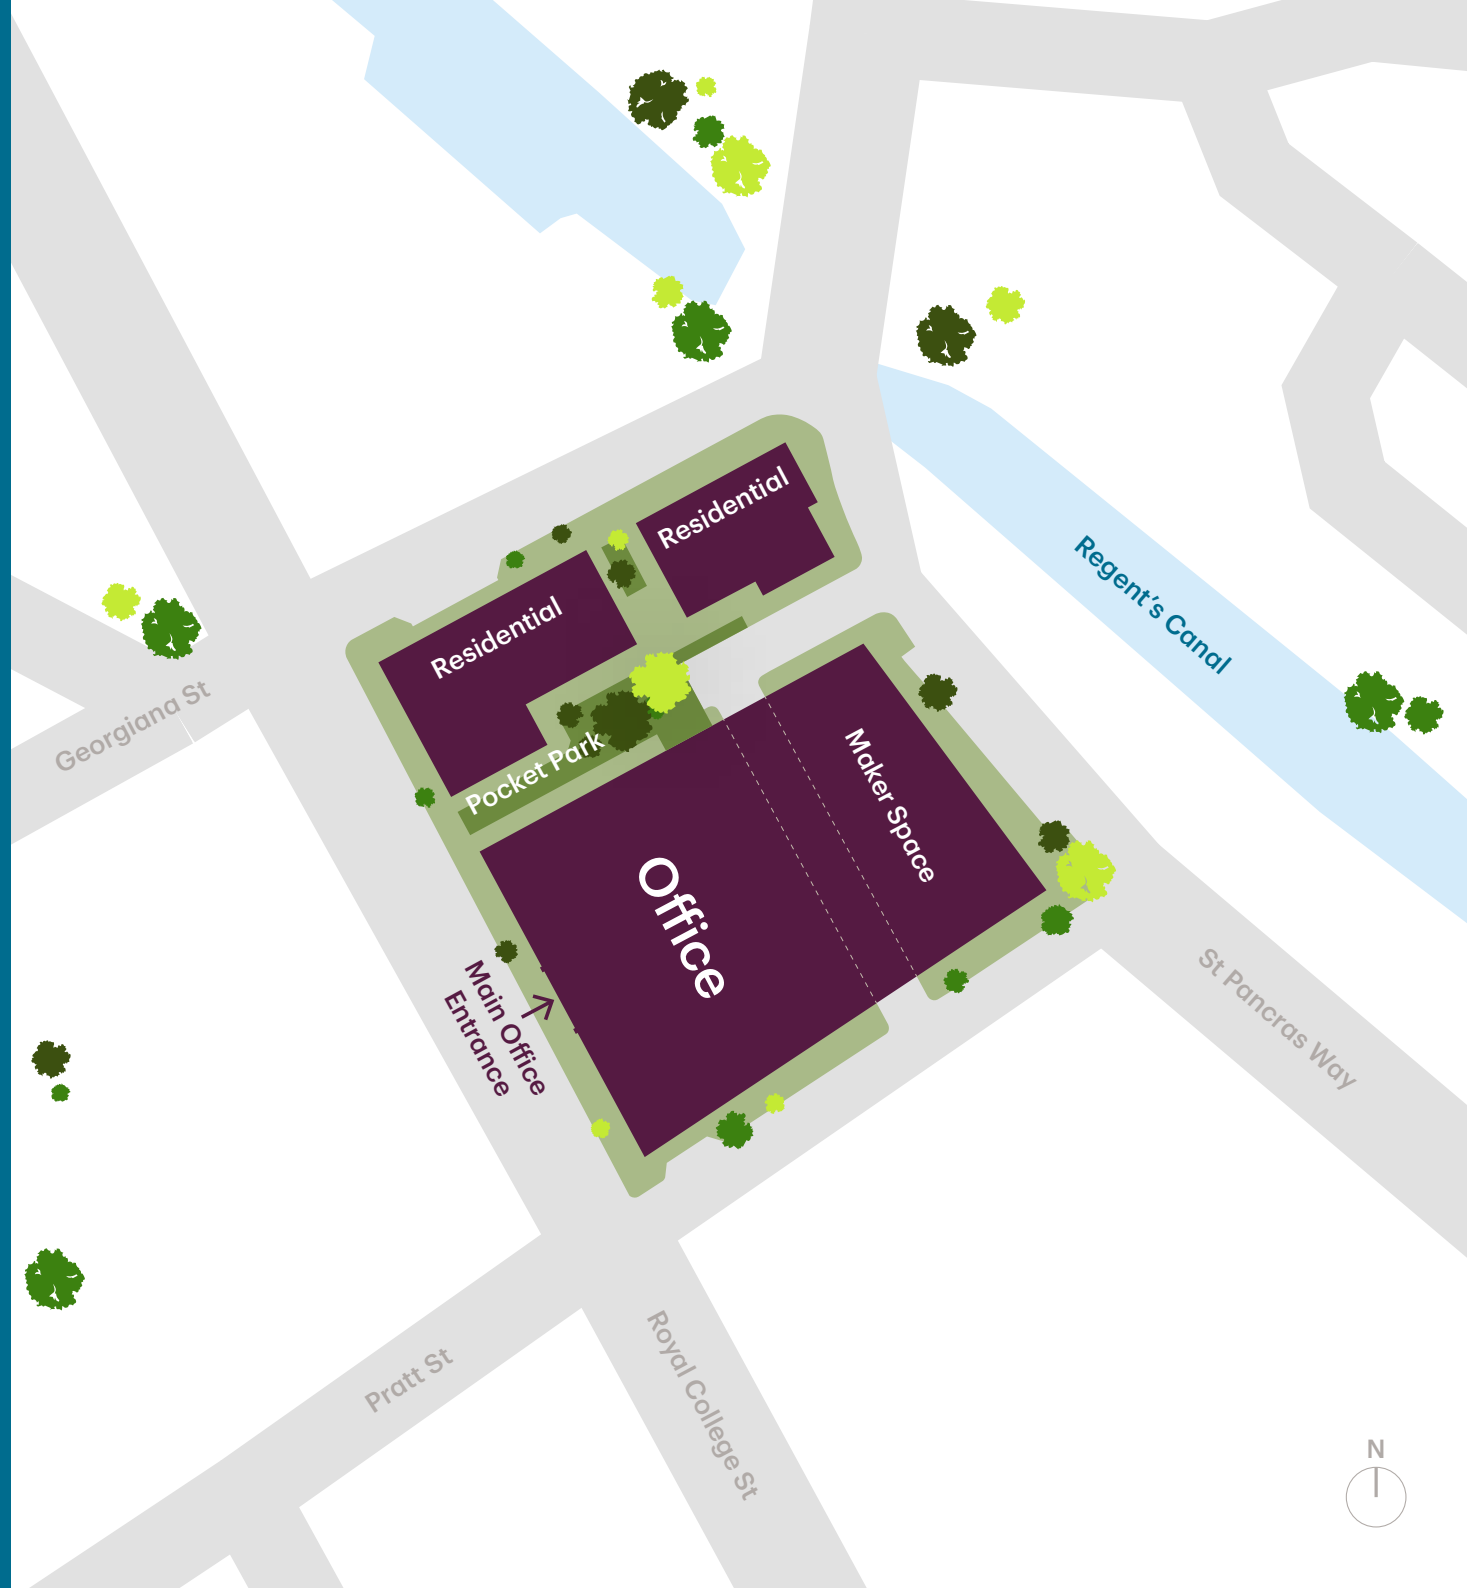 Residential
Residential
Regent's Canal
Georgiana St
Pocket Park
Maker Space
Office
Main Office
Entrance
St Pancras Way
Pratt St
Royal College St
N